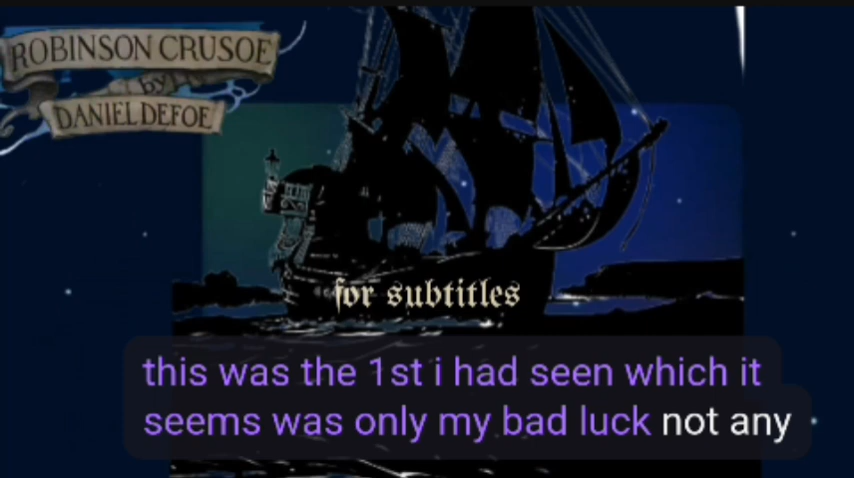 ROBINSON CRUSOE
by
DANIEL DEFOE
for subtitles
this was the 1st i had seen which it
seems was only my bad luck not any